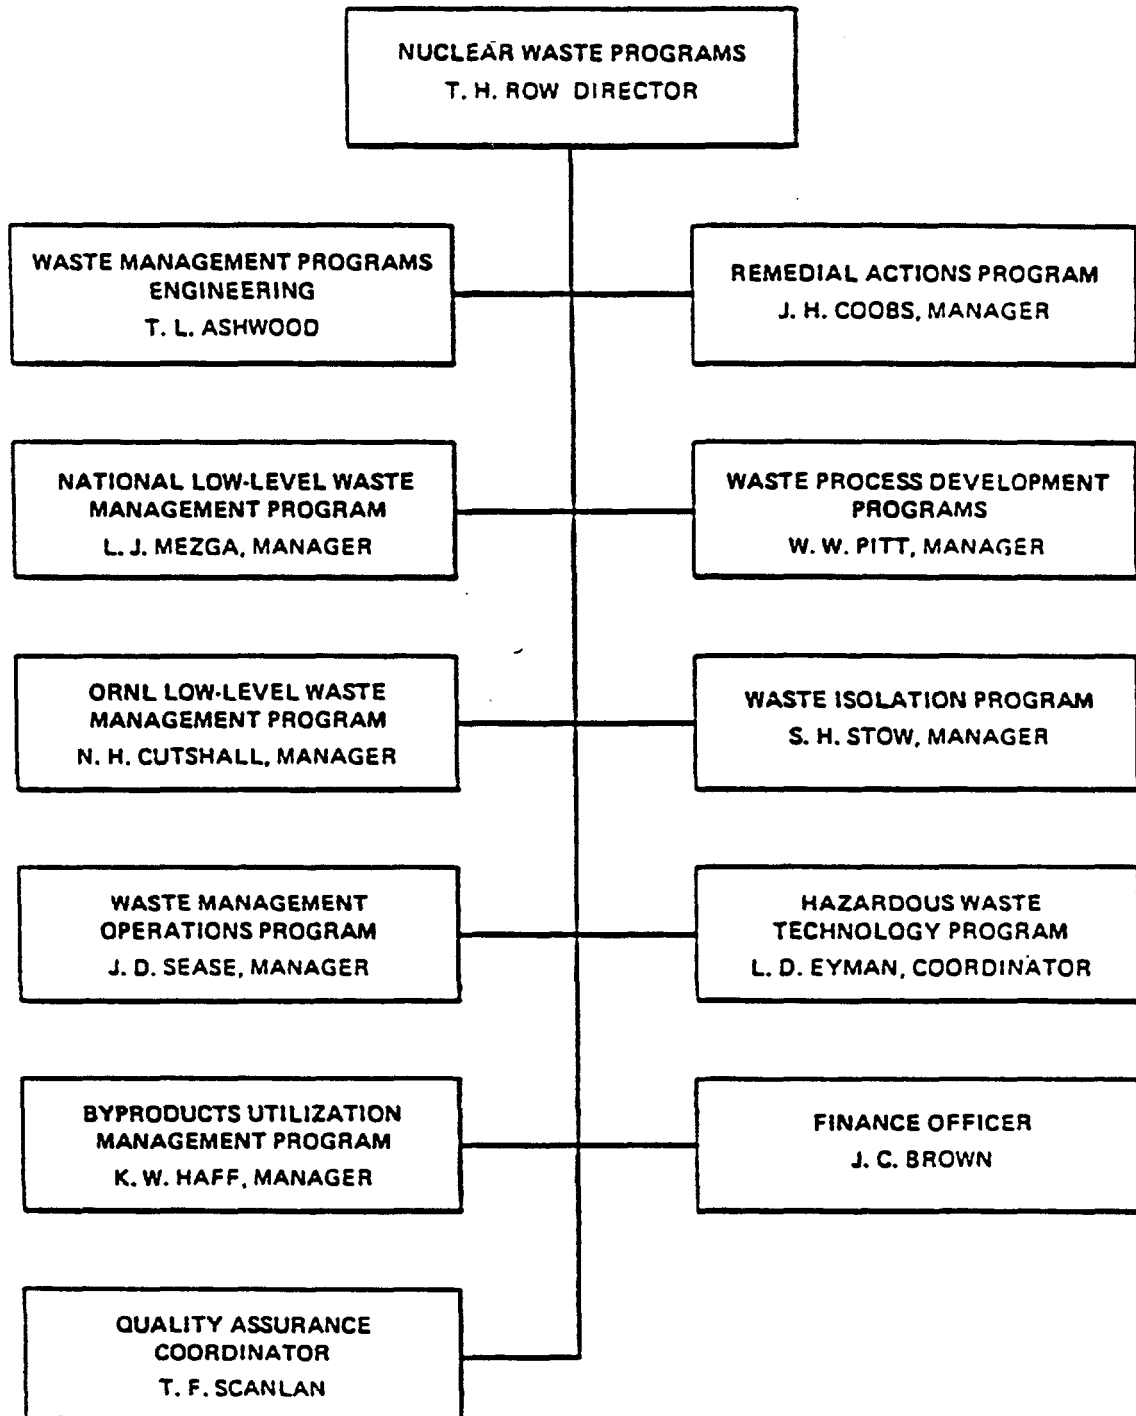 NUCLEAR WASTE PROGRAMS
T. H. ROW DIRECTOR
WASTE MANAGEMENT PROGRAMS
ENGINEERING
T. L. ASHWOOD
REMEDIAL ACTIONS PROGRAM
J. H. COOBS, MANAGER
NATIONAL LOW-LEVEL WASTE
MANAGEMENT PROGRAM
L. J. MEZGA, MANAGER
WASTE PROCESS DEVELOPMENT
PROGRAMS
W. W. PITT, MANAGER
ORNL LOW-LEVEL WASTE
MANAGEMENT PROGRAM
N. H. CUTSHALL, MANAGER
WASTE ISOLATION PROGRAM
S. H. STOW, MANAGER
WASTE MANAGEMENT
OPERATIONS PROGRAM
J. D. SEASE, MANAGER
HAZARDOUS WASTE
TECHNOLOGY PROGRAM
L. D. EYMAN, COORDINATOR
BYPRODUCTS UTILIZATION
MANAGEMENT PROGRAM
K. W. HAFF, MANAGER
FINANCE OFFICER
J. C. BROWN
QUALITY ASSURANCE
COORDINATOR
T. F. SCANLAN